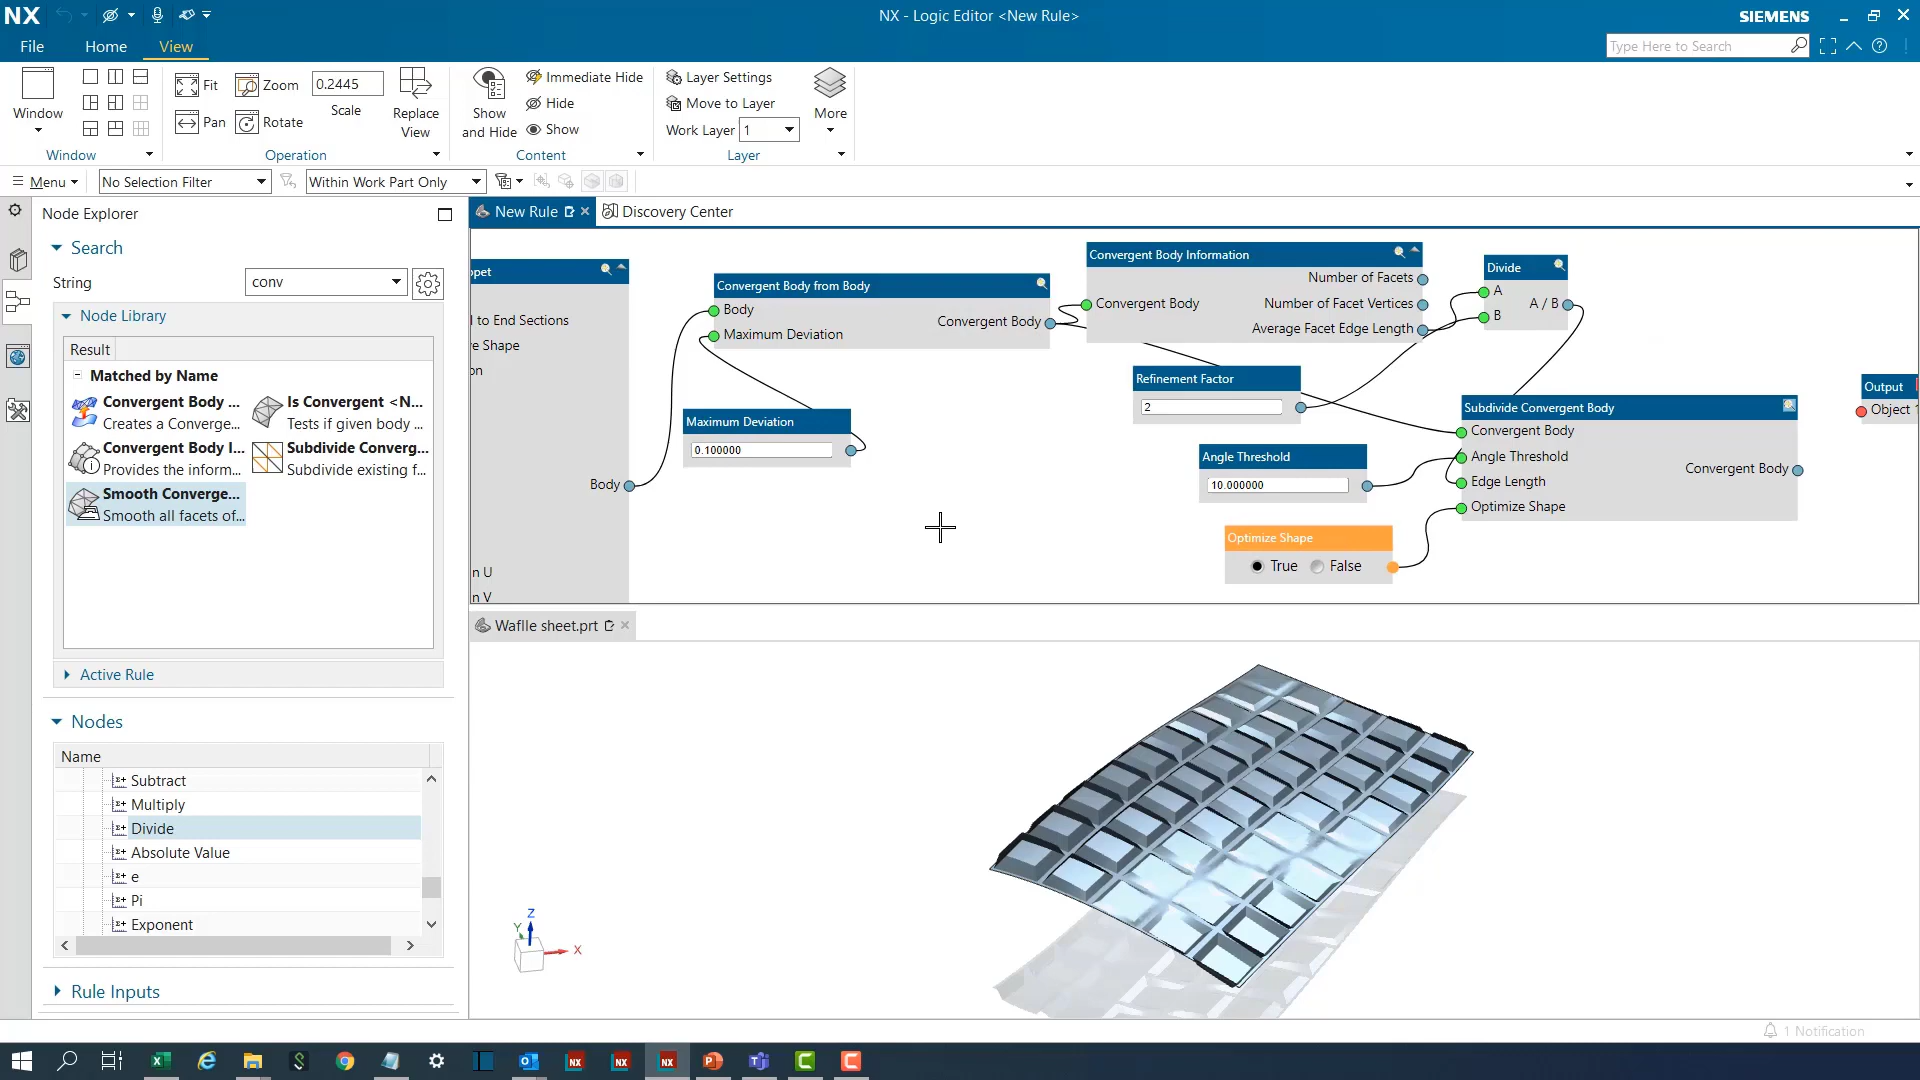 NX
NX - Logic Editor <New Rule>
SIEMENS
File
Home
View
Type Here to Search
Window
Fit
Zoom
0.2445
Pan
Rotate
Scale
Replace
View
Show
and Hide
Immediate Hide
Hide
Show
Layer Settings
Move to Layer
Work Layer
1
More
Window
Operation
Content
Layer
Menu
No Selection Filter
Within Work Part Only
Node Explorer
Search
String
conv
Node Library
Result
Matched by Name
Convergent Body ...
Creates a Converge...
Is Convergent <N...
Tests if given body ...
Convergent Body I...
Provides the inform...
Subdivide Converg...
Subdivide existing f...
Smooth Converge...
Smooth all facets of...
Active Rule
Nodes
Name
Subtract
Multiply
Divide
Absolute Value
e
Pi
Exponent
Rule Inputs
New Rule
Discovery Center
ppet
l to End Sections
e Shape
on
Body
n U
n V
Convergent Body from Body
Body
Convergent Body
Maximum Deviation
Maximum Deviation
0.100000
Convergent Body Information
Number of Facets
Convergent Body
Number of Facet Vertices
Average Facet Edge Length
Divide
A
A / B
B
Refinement Factor
2
Angle Threshold
10.000000
Optimize Shape
True
False
Subdivide Convergent Body
Convergent Body
Angle Threshold
Convergent Body
Edge Length
Optimize Shape
Output
Object 1
Waflle sheet.prt
Z
Y
X
1 Notification